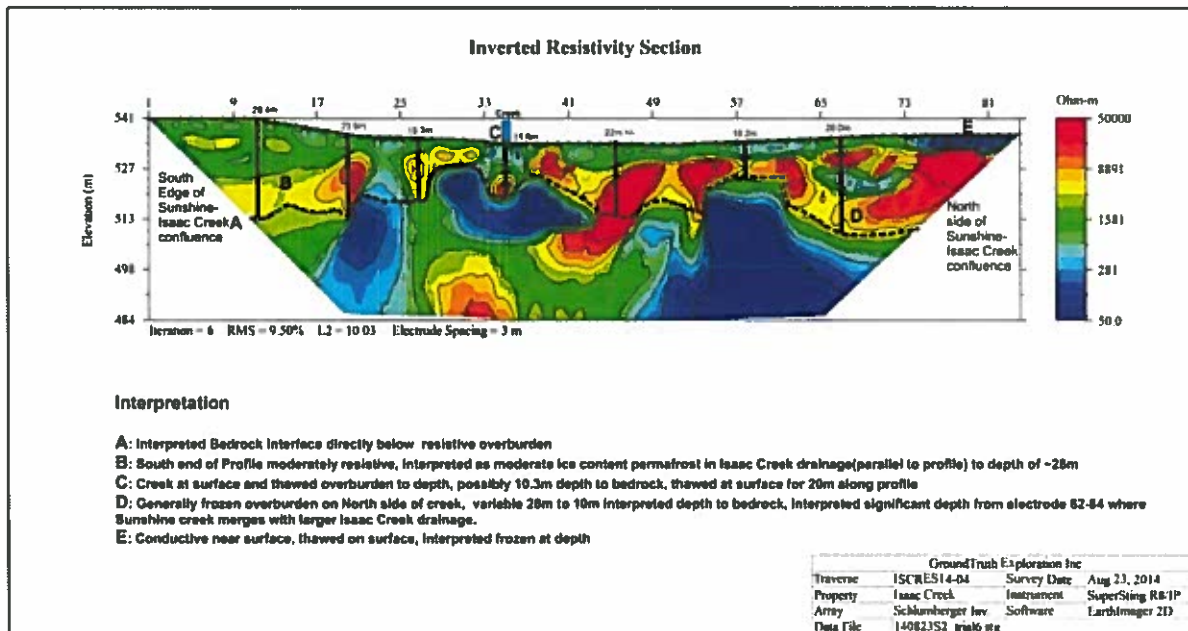 Inverted Resistivity Section
1 9 17 25 33 41 49 57 65 73 81
Creek
Ohm-m
541
527
513
498
484
Elevation (m)
A
B
C
D
E
South
Edge of
Sunshine-
Isaac Creek
confluence
North
side of
Sunshine-
Isaac Creek
confluence
50000
8891
1581
281
50.0
Iteration = 6 RMS = 9.50% L2 = 10.03 Electrode Spacing = 3 m
Interpretation
A: Interpreted Bedrock Interface directly below resistive overburden
B: South end of Profile moderately resistive, interpreted as moderate ice content permafrost in Isaac Creek drainage(parallel to profile) to depth of ~28m
C: Creek at surface and thawed overburden to depth, possibly 10.3m depth to bedrock, thawed at surface for 20m along profile
D: Generally frozen overburden on North side of creek, variable 28m to 10m interpreted depth to bedrock, interpreted significant depth from electrode 62-84 where
Sunshine creek merges with larger Isaac Creek drainage.
E: Conductive near surface, thawed on surface, interpreted frozen at depth
GroundTruth Exploration Inc
Traverse ISCRES14-04 Survey Date Aug 23, 2014
Property Isaac Creek Instrument SuperSting R8/IP
Array Schlumberger Inv Software EarthImager 2D
Data File 140823S2_trial6.stg